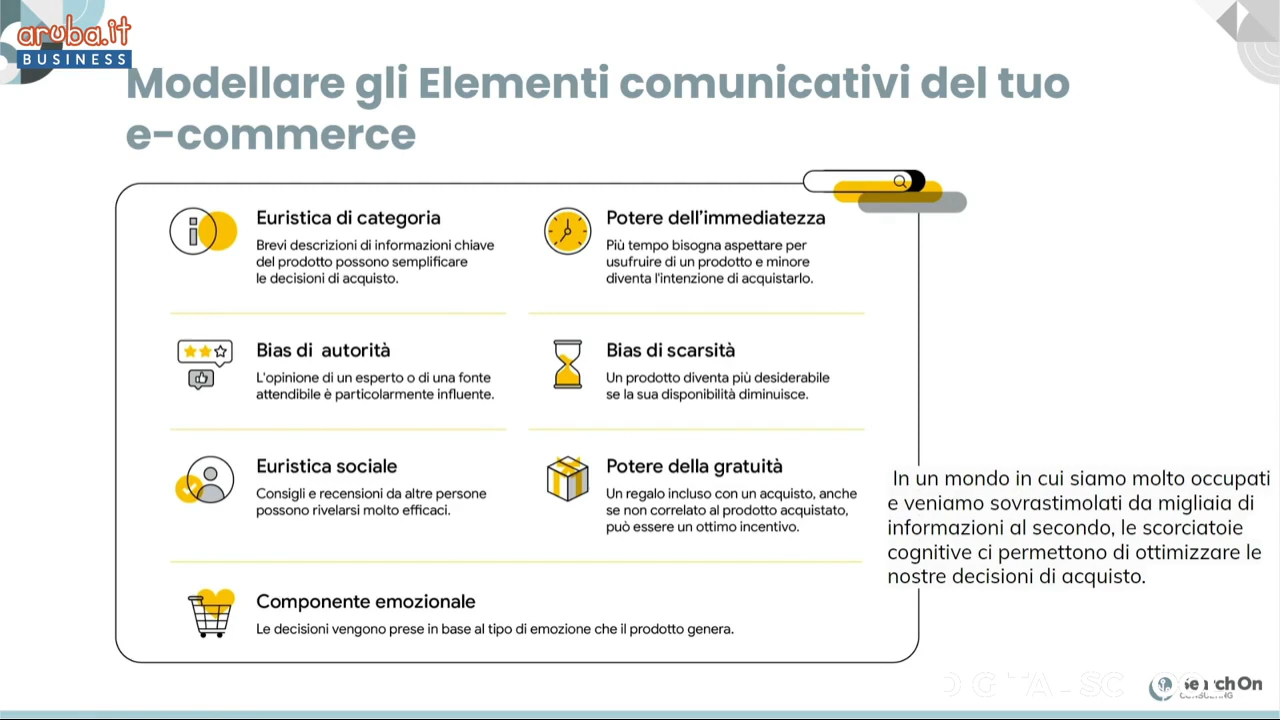 aruba.it
BUSINESS
Modellare gli Elementi comunicativi del tuo
e-commerce
Euristica di categoria
Brevi descrizioni di informazioni chiave
del prodotto possono semplificare
le decisioni di acquisto.
Potere dell'immediatezza
Più tempo bisogna aspettare per
usufruire di un prodotto e minore
diventa l'intenzione di acquistarlo.
Bias di autorità
L'opinione di un esperto o di una fonte
attendibile è particolarmente influente.
Bias di scarsità
Un prodotto diventa più desiderabile
se la sua disponibilità diminuisce.
Euristica sociale
Consigli e recensioni da altre persone
possono rivelarsi molto efficaci.
Potere della gratuità
Un regalo incluso con un acquisto, anche
se non correlato al prodotto acquistato,
può essere un ottimo incentivo.
Componente emozionale
Le decisioni vengono prese in base al tipo di emozione che il prodotto genera.
In un mondo in cui siamo molto occupati
e veniamo sovrastimolati da migliaia di
informazioni al secondo, le scorciatoie
cognitive ci permettono di ottimizzare le
nostre decisioni di acquisto.
SearchOn